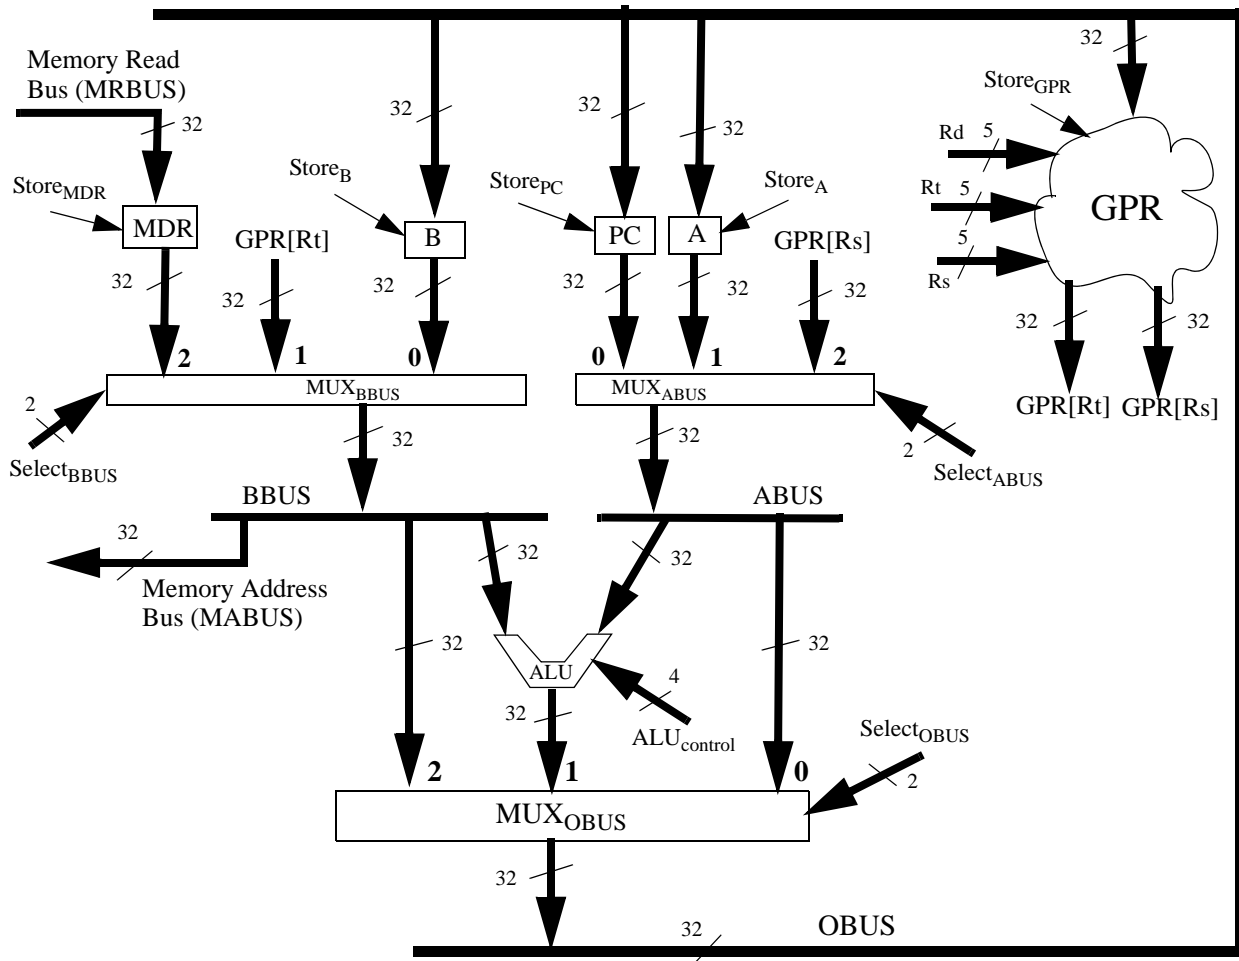 32
Memory Read
Bus (MRBUS)
32
32
32
32
Store_GPR
Rd
5
Rt
5
5
Rs
GPR
Store_MDR
Store_B
Store_PC
Store_A
MDR
GPR[Rt]
B
PC
A
GPR[Rs]
32
32
32
32
32
32
32
32
2
1
0
0
1
2
MUX_BBUS
MUX_ABUS
GPR[Rt]
GPR[Rs]
2
Select_BBUS
32
32
2
Select_ABUS
BBUS
ABUS
32
32
32
Memory Address
Bus (MABUS)
32
32
ALU
4
ALU_control
32
Select_OBUS
2
2
1
0
MUX_OBUS
32
32
OBUS